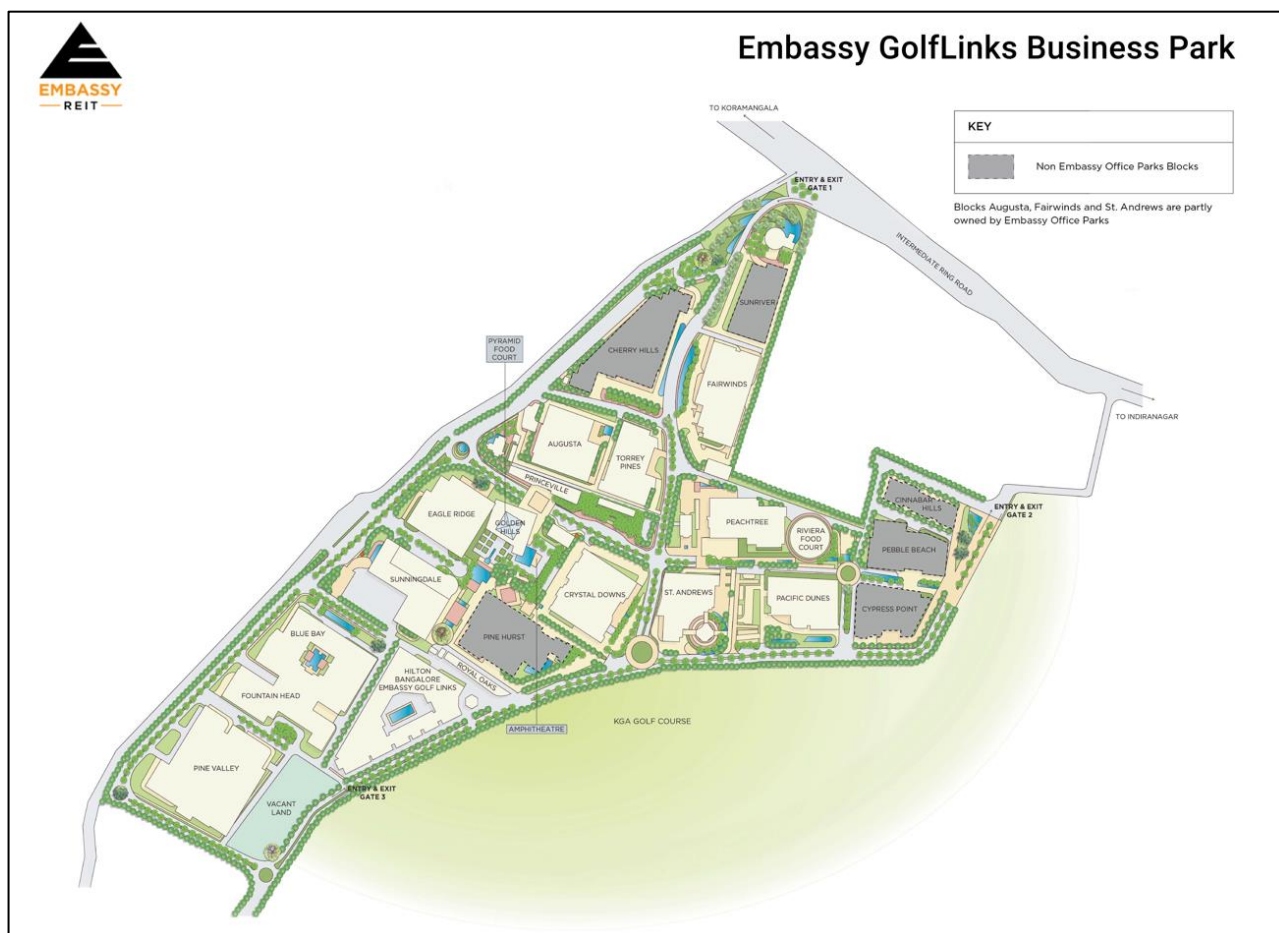 EMBASSY
REIT
Embassy GolfLinks Business Park
TO KORAMANGALA
KEY
Non Embassy Office Parks Blocks
Blocks Augusta, Fairwinds and St. Andrews are partly
owned by Embassy Office Parks
ENTRY & EXIT
GATE 1
INTERMEDIATE RING ROAD
SUNRIVER
PYRAMID
FOOD
COURT
CHERRY HILLS
FAIRWINDS
TO INDIRANAGAR
AUGUSTA
TORREY
PINES
PRINCEVILLE
EAGLE RIDGE
GOLDEN
HILLS
PEACHTREE
RIVIERA
FOOD
COURT
CINNABAR
HILLS
ENTRY & EXIT
GATE 2
PEBBLE BEACH
SUNNINGDALE
CRYSTAL DOWNS
ST. ANDREWS
PACIFIC DUNES
CYPRESS POINT
BLUE BAY
PINE HURST
ROYAL OAKS
HILTON
BANGALORE
EMBASSY GOLF LINKS
FOUNTAIN HEAD
AMPHITHEATRE
KGA GOLF COURSE
PINE VALLEY
VACANT
LAND
ENTRY & EXIT
GATE 3